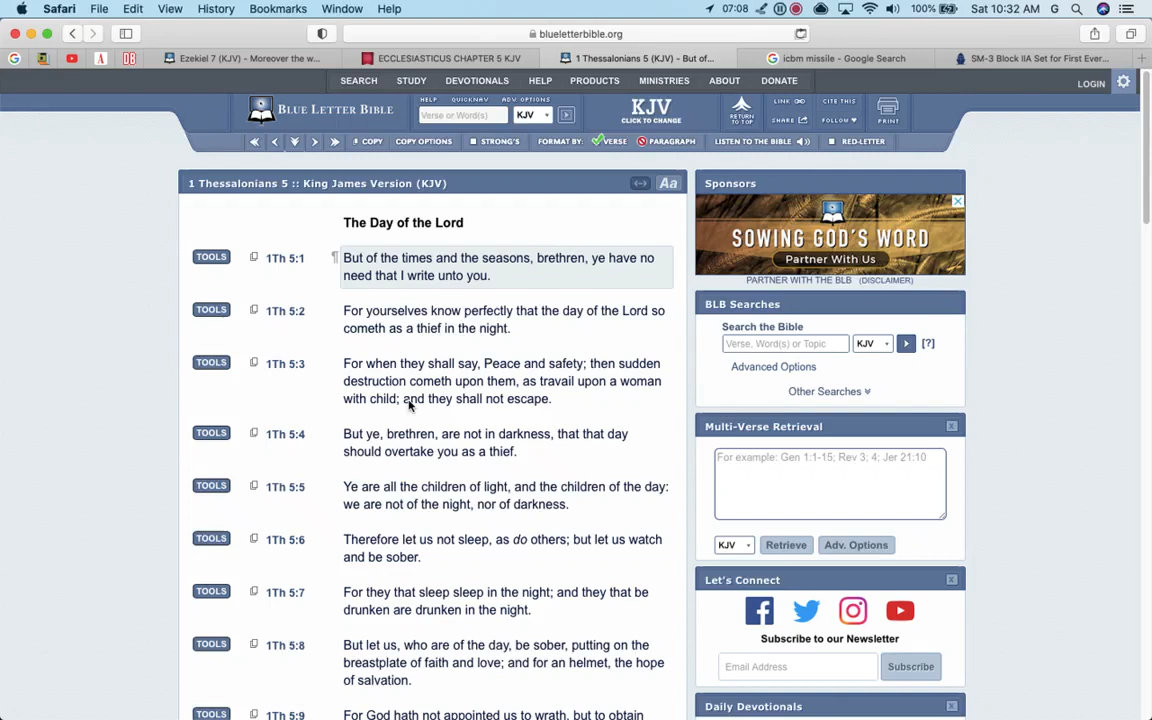 Safari File Edit View History Bookmarks Window Help 07:08 100% Sat 10:32 AM G
blueletterbible.org
Ezekiel 7 (KJV) - Moreover the w...
ECCLESIASTICUS CHAPTER 5 KJV
1 Thessalonians 5 (KJV) - But of...
icbm missile - Google Search
SM-3 Block IIA Set for First Ever...
SEARCH STUDY DEVOTIONALS HELP PRODUCTS MINISTRIES ABOUT DONATE LOGIN
BLUE LETTER BIBLE
HELP QUICKNAV ADV. OPTIONS
Verse or Word(s) KJV
KJV
CLICK TO CHANGE
RETURN
TO TOP
LINK CITE THIS
SHARE FOLLOW PRINT
COPY COPY OPTIONS STRONG'S FORMAT BY: VERSE PARAGRAPH LISTEN TO THE BIBLE RED-LETTER
1 Thessalonians 5 :: King James Version (KJV) Aa
The Day of the Lord
TOOLS 1Th 5:1 ¶ But of the times and the seasons, brethren, ye have no
need that I write unto you.
TOOLS 1Th 5:2 For yourselves know perfectly that the day of the Lord so
cometh as a thief in the night.
TOOLS 1Th 5:3 For when they shall say, Peace and safety; then sudden
destruction cometh upon them, as travail upon a woman
with child; and they shall not escape.
TOOLS 1Th 5:4 But ye, brethren, are not in darkness, that that day
should overtake you as a thief.
TOOLS 1Th 5:5 Ye are all the children of light, and the children of the day:
we are not of the night, nor of darkness.
TOOLS 1Th 5:6 Therefore let us not sleep, as do others; but let us watch
and be sober.
TOOLS 1Th 5:7 For they that sleep sleep in the night; and they that be
drunken are drunken in the night.
TOOLS 1Th 5:8 But let us, who are of the day, be sober, putting on the
breastplate of faith and love; and for an helmet, the hope
of salvation.
TOOLS 1Th 5:9 For God hath not appointed us to wrath, but to obtain
Sponsors
SOWING GOD'S WORD
Partner With Us
PARTNER WITH THE BLB (DISCLAIMER)
BLB Searches
Search the Bible
Verse, Word(s) or Topic KJV [?]
Advanced Options
Other Searches
Multi-Verse Retrieval
For example: Gen 1:1-15; Rev 3; 4; Jer 21:10
KJV Retrieve Adv. Options
Let's Connect
Subscribe to our Newsletter
Email Address Subscribe
Daily Devotionals